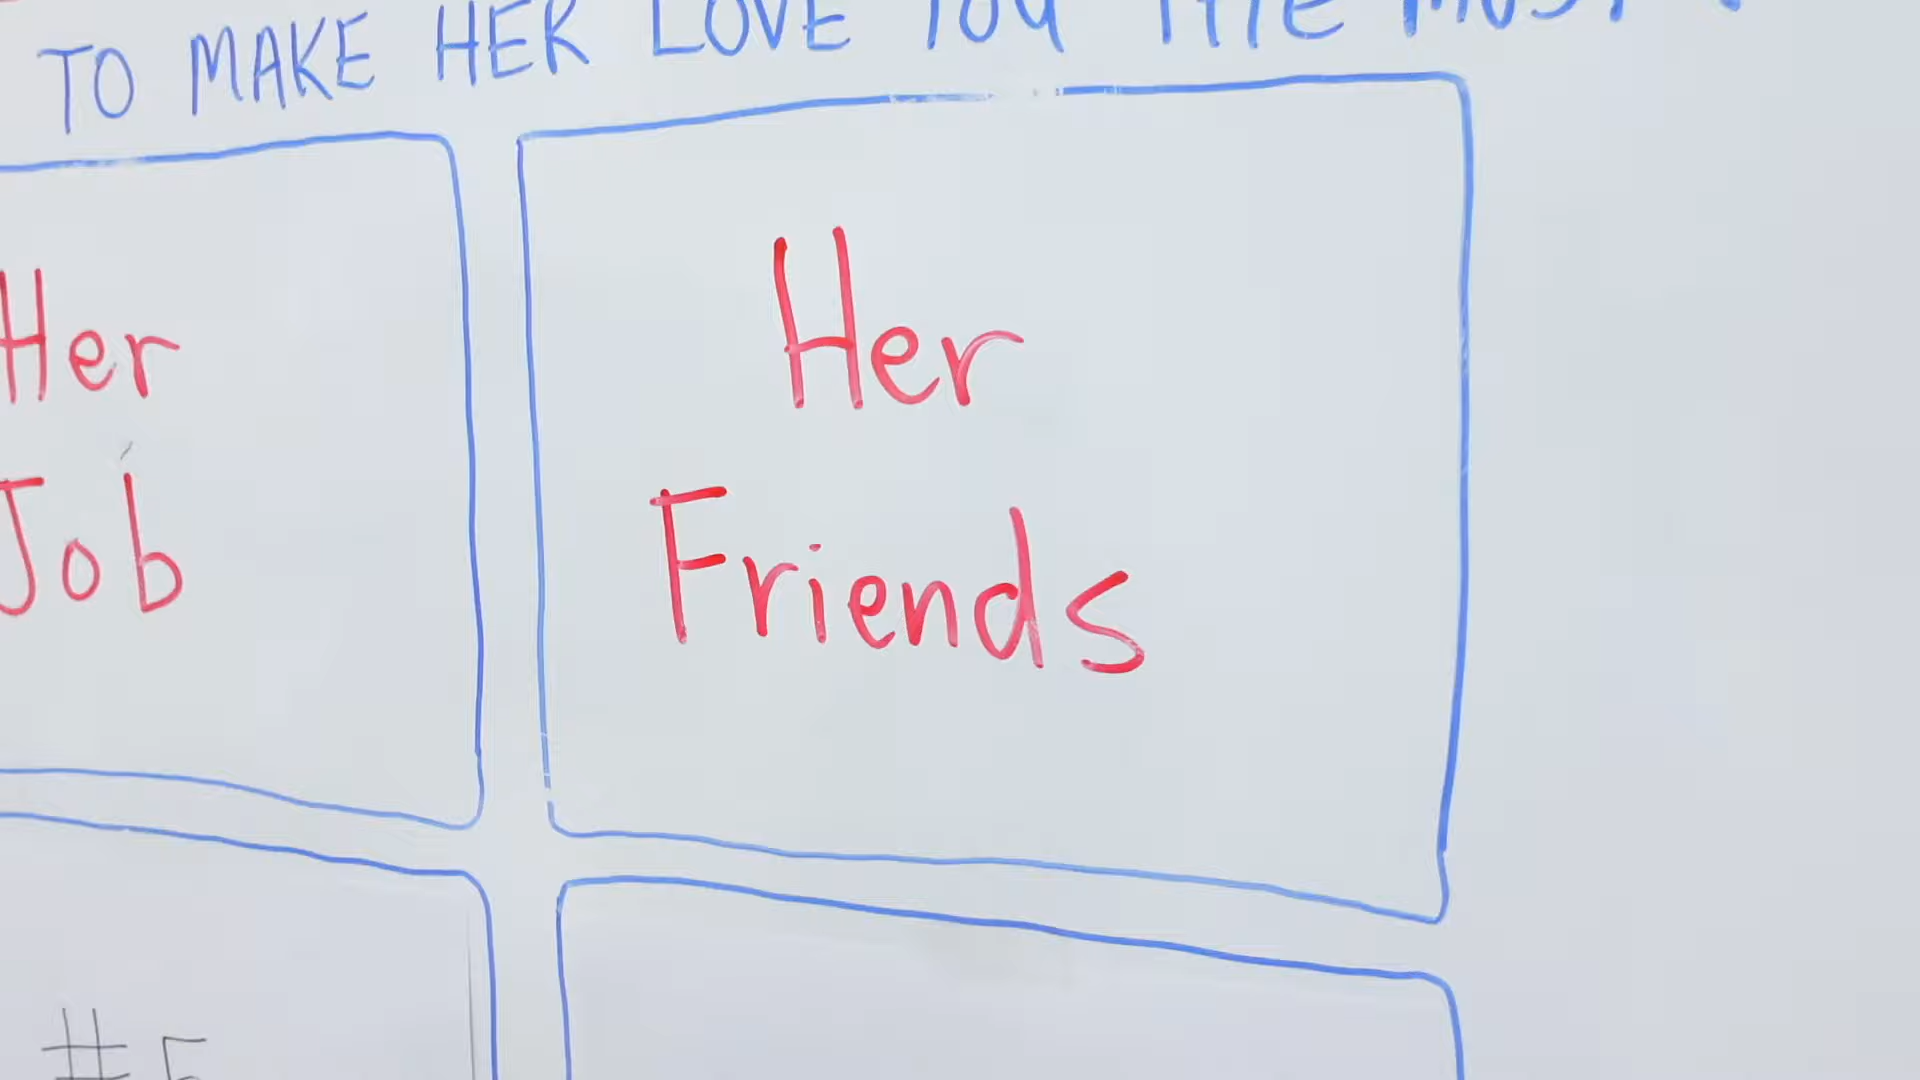 TO MAKE HER LOVE YOU THE MOST?
Her
Job
Her
Friends
#5